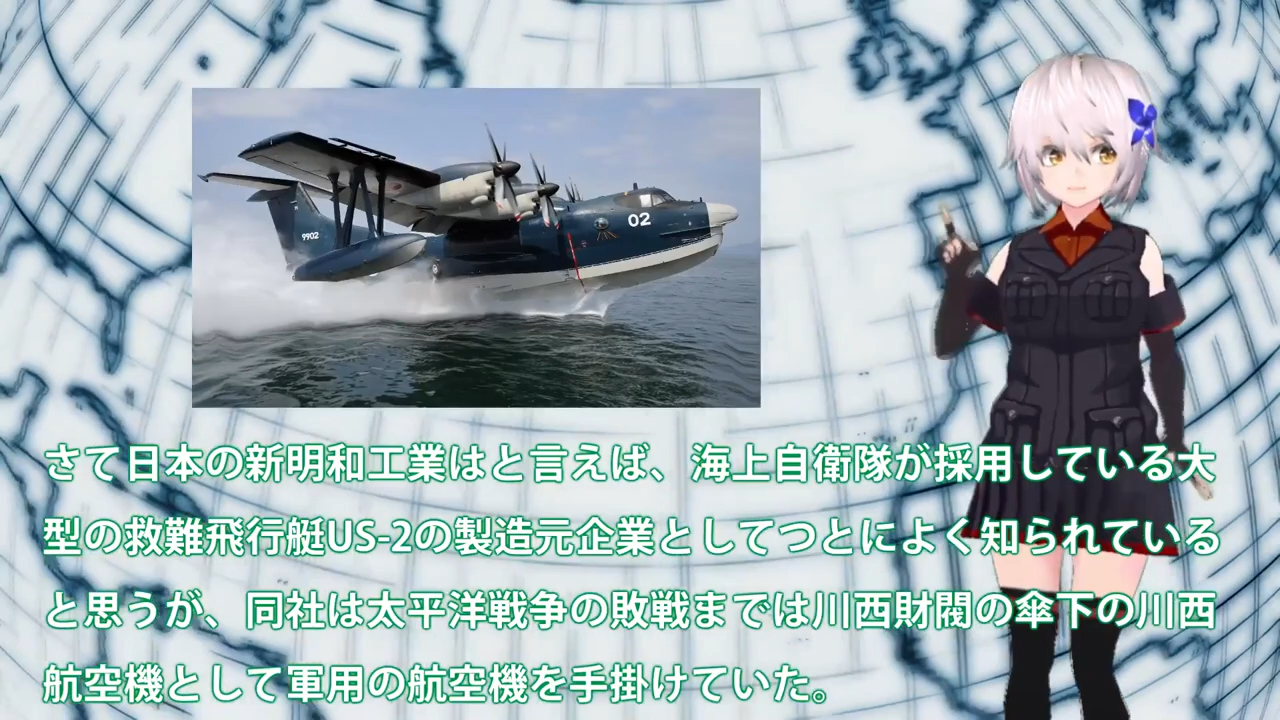 02
9902
さて日本の新明和工業はと言えば、海上自衛隊が採用している大
型の救難飛行艇US-2の製造元企業としてつとによく知られている
と思うが、同社は太平洋戦争の敗戦までは川西財閥の傘下の川西
航空機として軍用の航空機を手掛けていた。